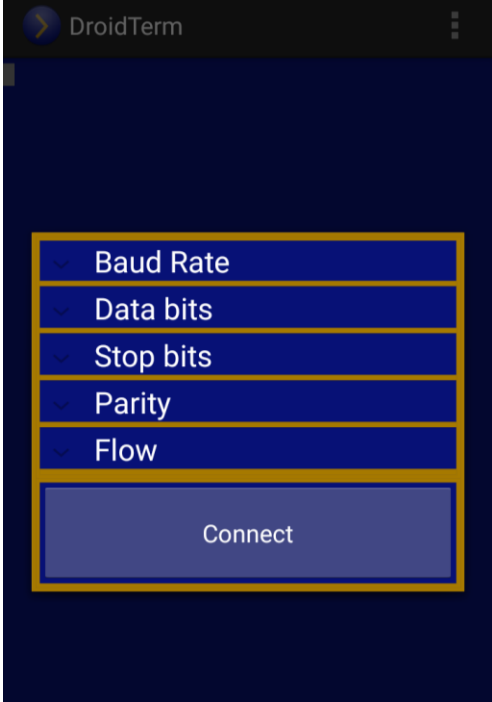 DroidTerm
Baud Rate
Data bits
Stop bits
Parity
Flow
Connect